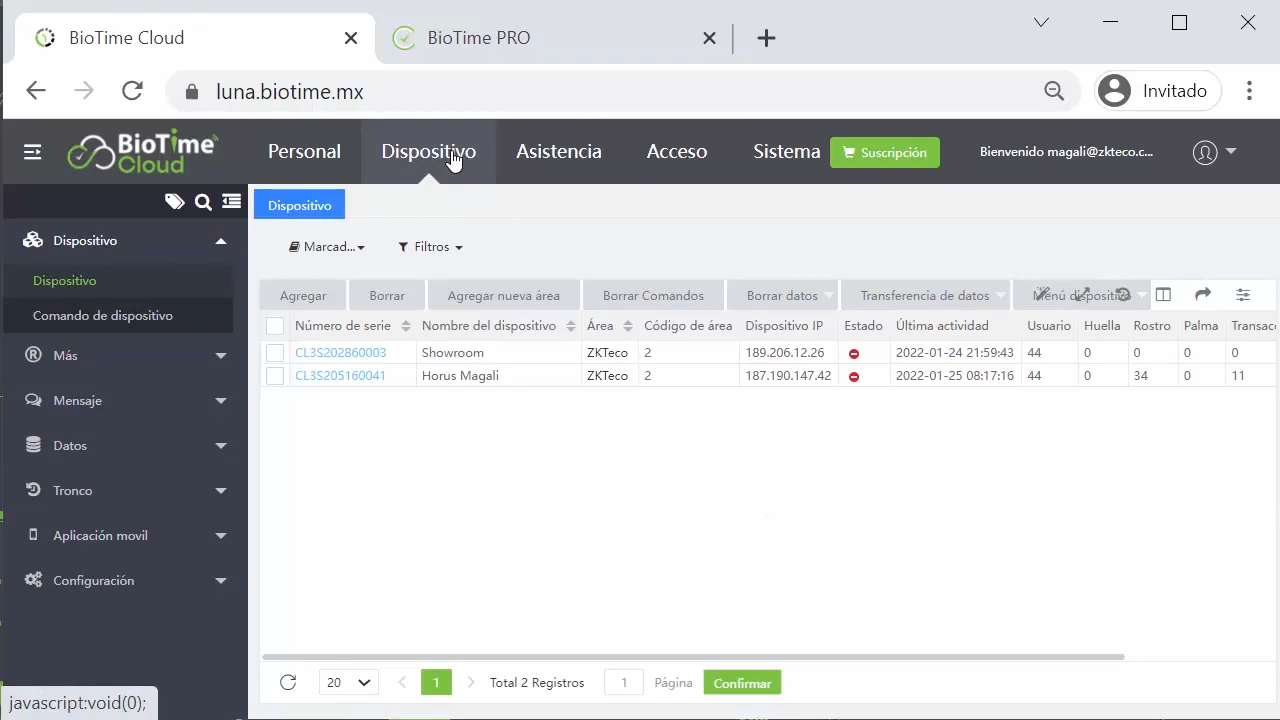 BioTime Cloud
BioTime PRO
luna.biotime.mx
Invitado
BioTime Cloud
Personal
Dispositivo
Asistencia
Acceso
Sistema
Suscripción
Bienvenido magali@zkteco.c...
Dispositivo
Dispositivo
Comando de dispositivo
Más
Mensaje
Datos
Tronco
Aplicación movil
Configuración
Dispositivo
Marcad...
Filtros
Agregar
Borrar
Agregar nueva área
Borrar Comandos
Borrar datos
Transferencia de datos
Menú dispositivo
Número de serie Nombre del dispositivo Área Código de área Dispositivo IP Estado Última actividad Usuario Huella Rostro Palma Transac
CL3S202860003 Showroom ZKTeco 2 189.206.12.26 2022-01-24 21:59:43 44 0 0 0 0
CL3S205160041 Horus Magali ZKTeco 2 187.190.147.42 2022-01-25 08:17:16 44 0 34 0 11
20 1 Total 2 Registros 1 Página Confirmar
javascript:void(0);